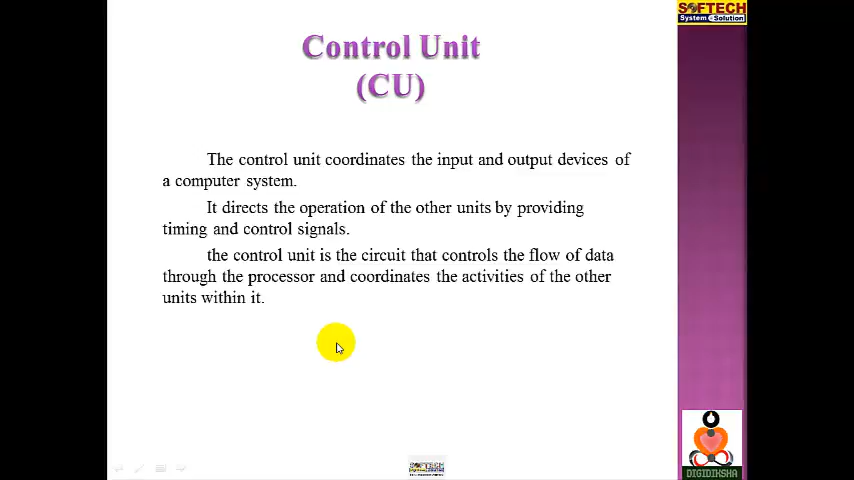 SOFTECH
System e Solution
Control Unit
(CU)
The control unit coordinates the input and output devices of
a computer system.
It directs the operation of the other units by providing
timing and control signals.
the control unit is the circuit that controls the flow of data
through the processor and coordinates the activities of the other
units within it.
SOFTECH
DIGIDIKSHA